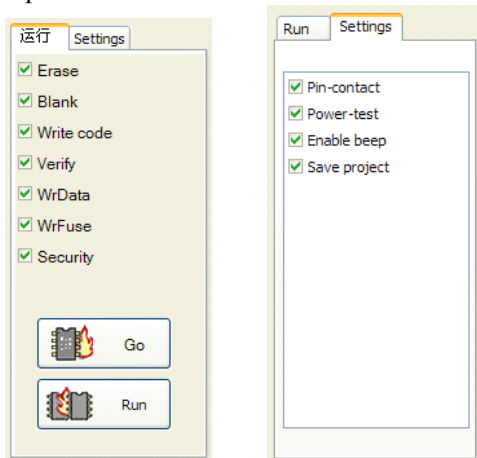 运行 Settings
Erase
Blank
Write code
Verify
WrData
WrFuse
Security
Go
Run
Run Settings
Pin-contact
Power-test
Enable beep
Save project